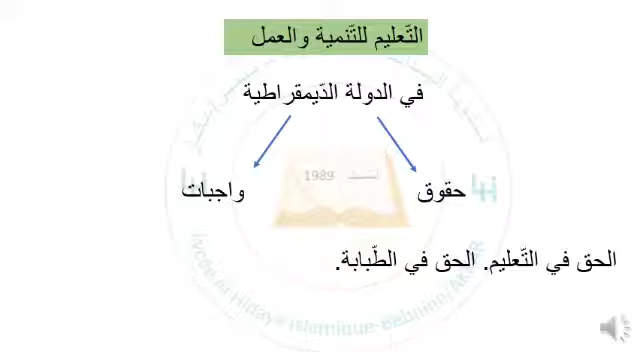 التّعليم للتّنمية والعمل
في الدولة الدّيمقراطية
حقوق
واجبات
1989
الحق في التّعليم. الحق في الطّبابة.